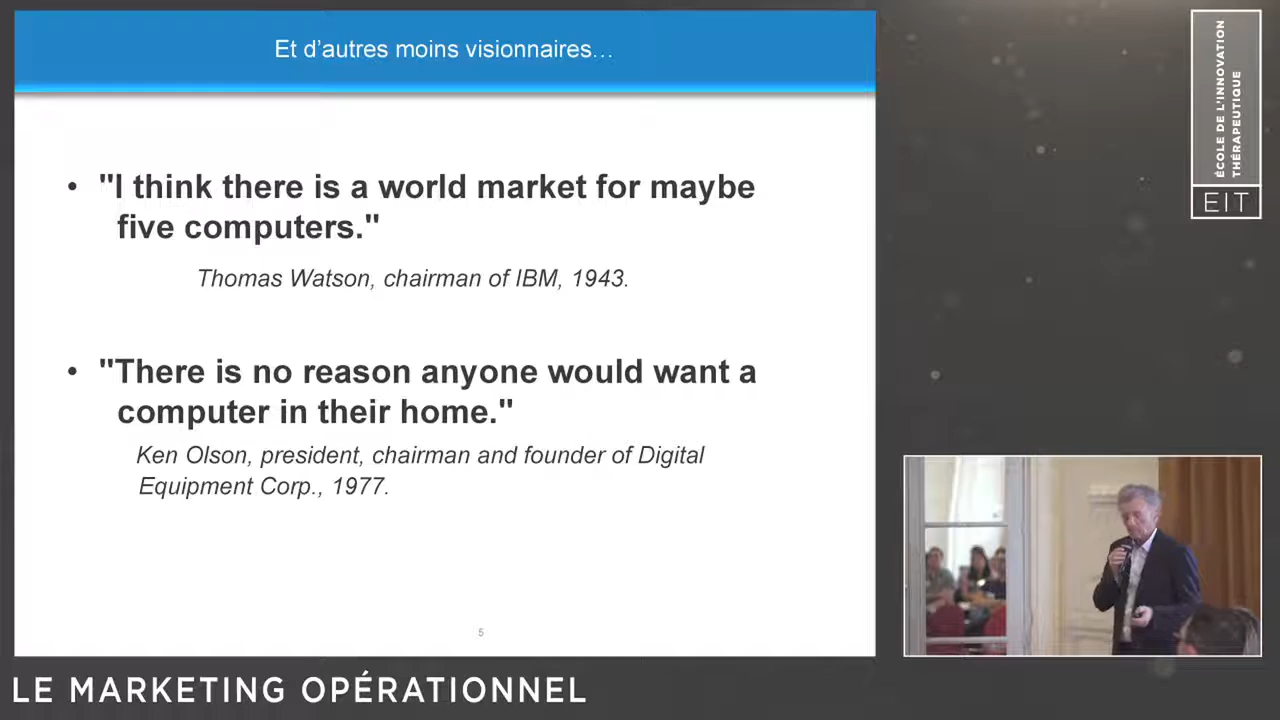 Et d’autres moins visionnaires…
• "I think there is a world market for maybe
five computers."
Thomas Watson, chairman of IBM, 1943.
• "There is no reason anyone would want a
computer in their home."
Ken Olson, president, chairman and founder of Digital
Equipment Corp., 1977.
5
ÉCOLE DE L’INNOVATION
THÉRAPEUTIQUE
EIT
LE MARKETING OPÉRATIONNEL